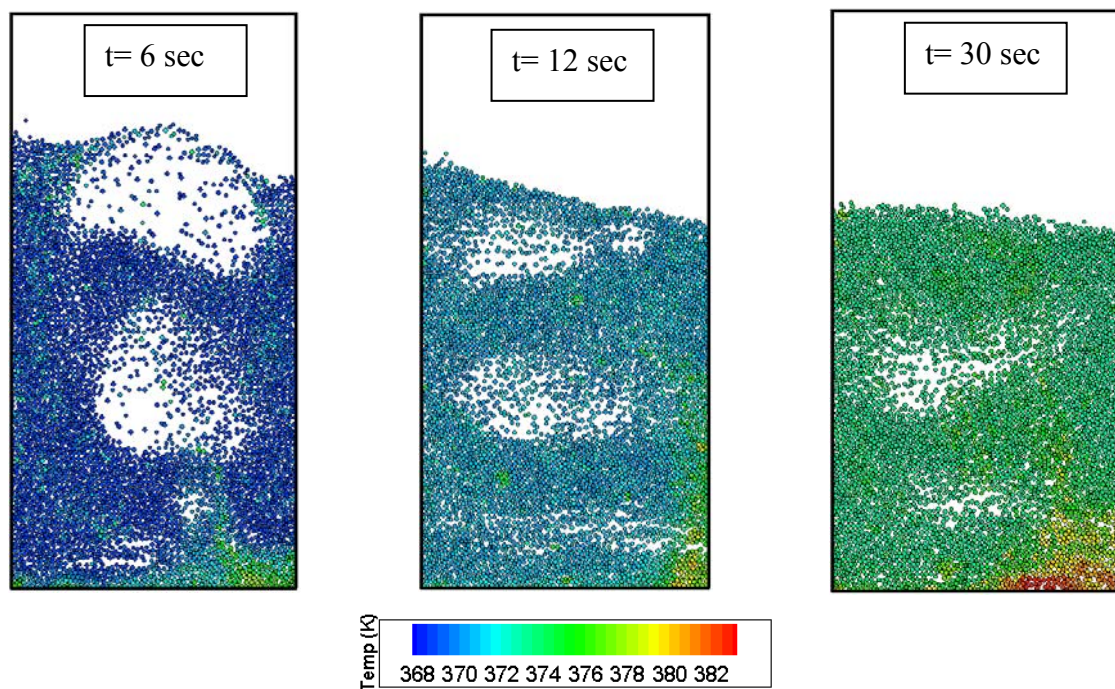 t= 6 sec
t= 12 sec
t= 30 sec
Temp (K)
368 370 372 374 376 378 380 382